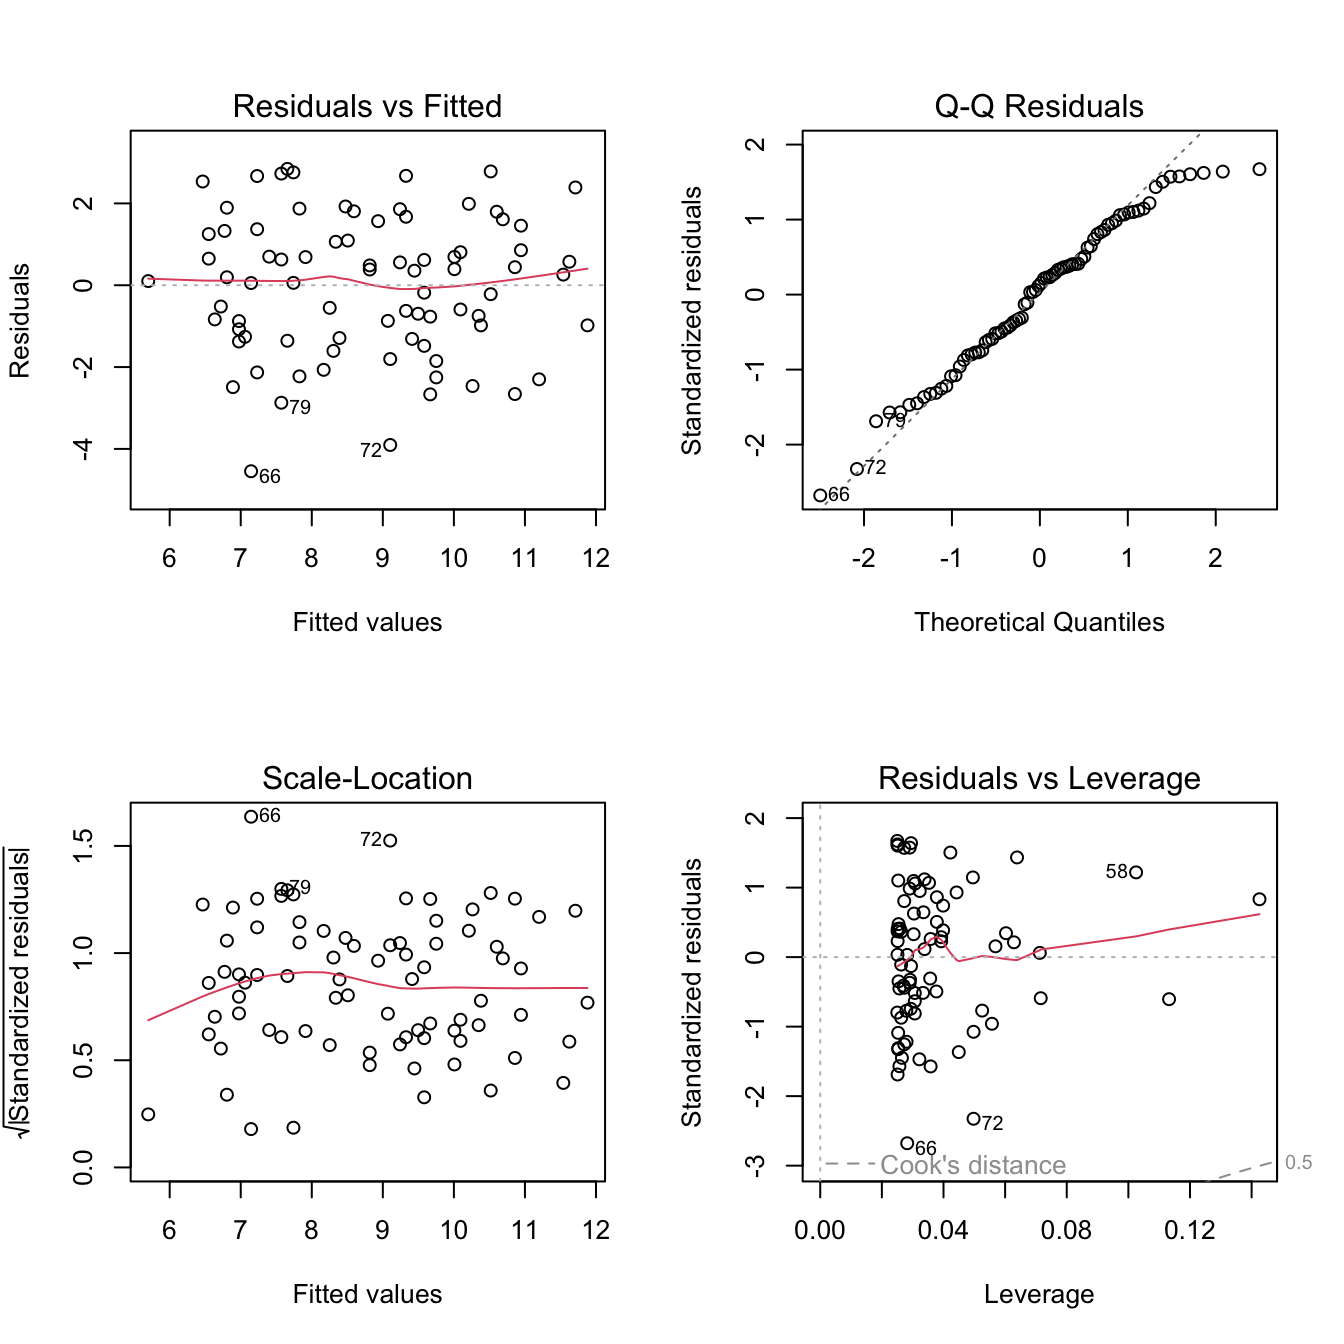 Residuals vs Fitted
Residuals
2
0
-2
-4
79
72
66
6 7 8 9 10 11 12
Fitted values
Q-Q Residuals
Standardized residuals
2
1
0
-1
-2
79
72
66
-2 -1 0 1 2
Theoretical Quantiles
Scale-Location
√|Standardized residuals|
1.5
1.0
0.5
0.0
66
72
79
6 7 8 9 10 11 12
Fitted values
Residuals vs Leverage
Standardized residuals
2
1
0
-1
-2
-3
58
72
66
Cook's distance
0.5
0.00 0.04 0.08 0.12
Leverage